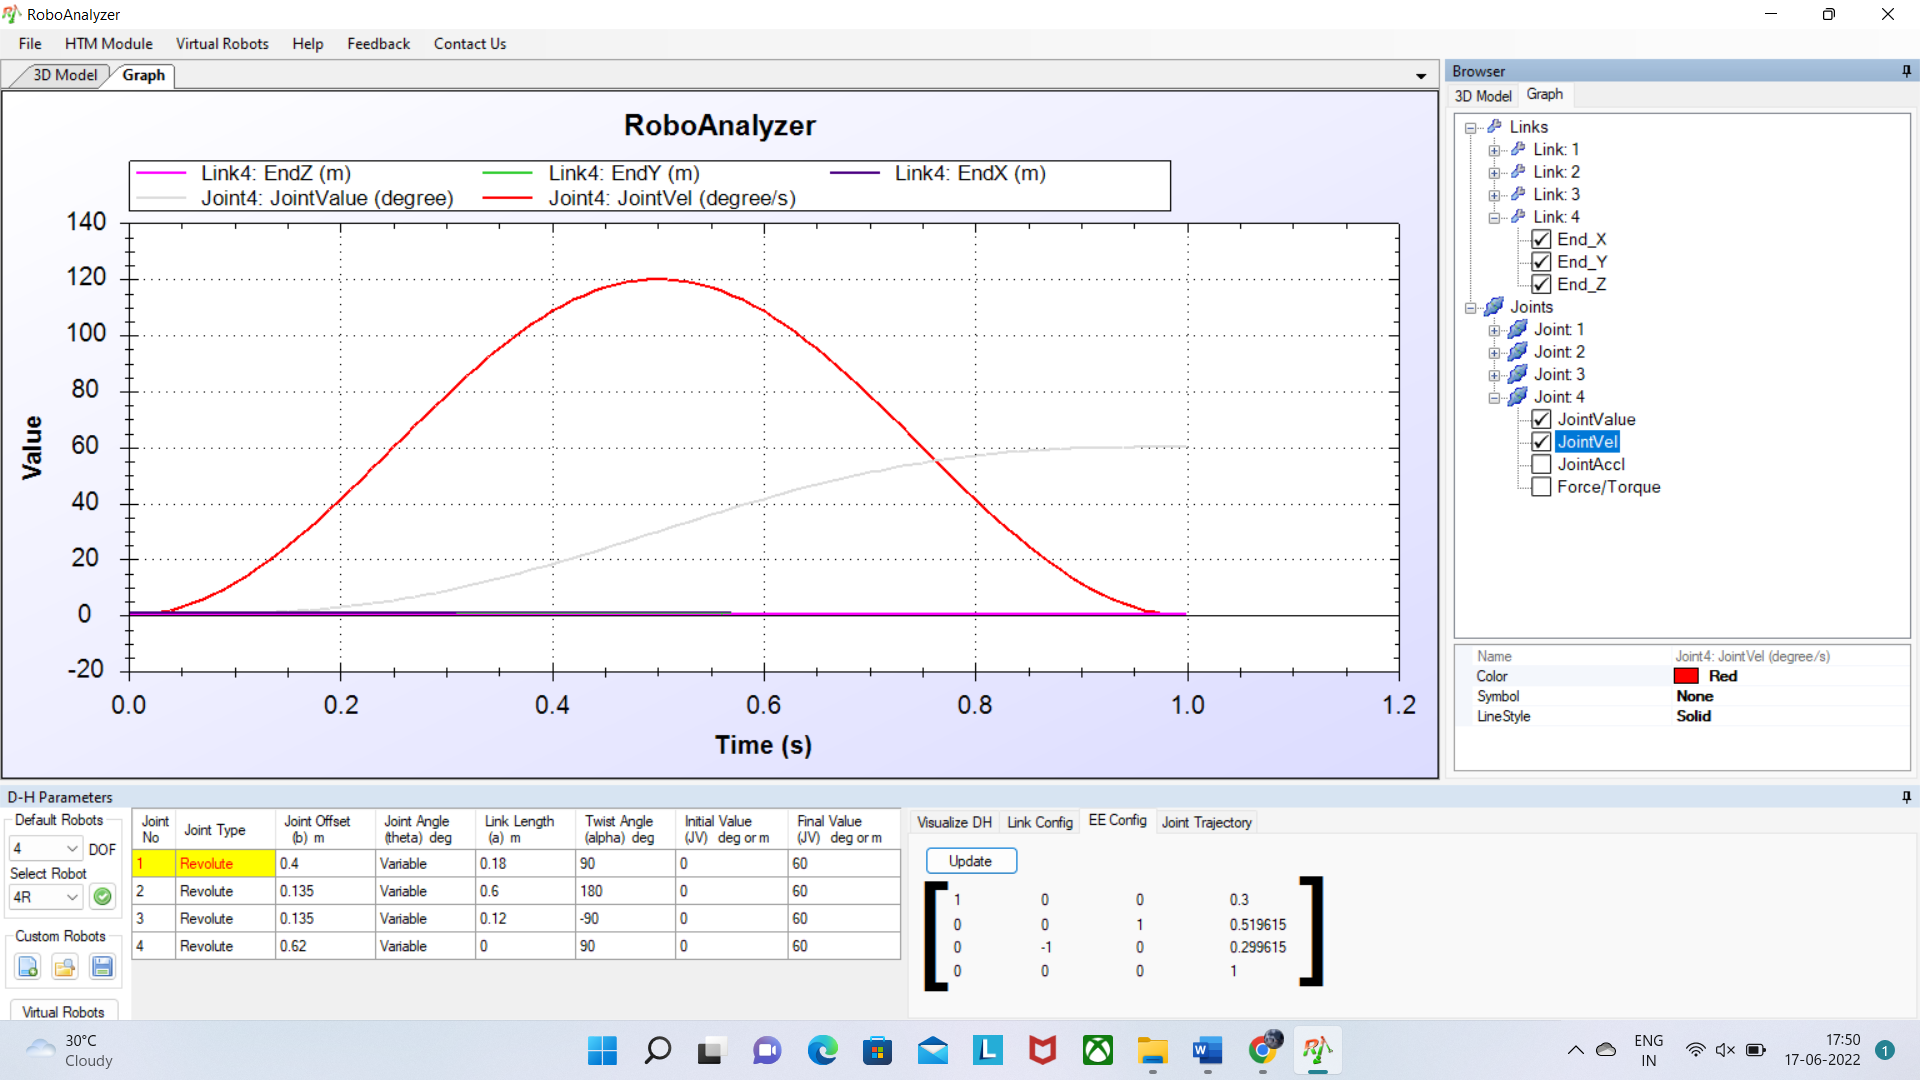 RoboAnalyzer
File HTM Module Virtual Robots Help Feedback Contact Us
3D Model Graph
RoboAnalyzer
Link4: EndZ (m) Link4: EndY (m) Link4: EndX (m)
Joint4: JointValue (degree) Joint4: JointVel (degree/s)
140
120
100
80
60
40
20
0
-20
Value
0.0 0.2 0.4 0.6 0.8 1.0 1.2
Time (s)
Browser
3D Model Graph
Links
Link: 1
Link: 2
Link: 3
Link: 4
End_X
End_Y
End_Z
Joints
Joint: 1
Joint: 2
Joint: 3
Joint: 4
JointValue
JointVel
JointAccl
Force/Torque
Name Joint4: JointVel (degree/s)
Color Red
Symbol None
LineStyle Solid
D-H Parameters
Default Robots
4 DOF
Select Robot
4R
Custom Robots
Virtual Robots
Joint No Joint Type Joint Offset (b) m Joint Angle (theta) deg Link Length (a) m Twist Angle (alpha) deg Initial Value (JV) deg or m Final Value (JV) deg or m
1 Revolute 0.4 Variable 0.18 90 0 60
2 Revolute 0.135 Variable 0.6 180 0 60
3 Revolute 0.135 Variable 0.12 -90 0 60
4 Revolute 0.62 Variable 0 90 0 60
Visualize DH Link Config EE Config Joint Trajectory
Update
1 0 0 0.3
0 0 1 0.519615
0 -1 0 0.299615
0 0 0 1
30°C
Cloudy
ENG
IN
17:50
17-06-2022
1